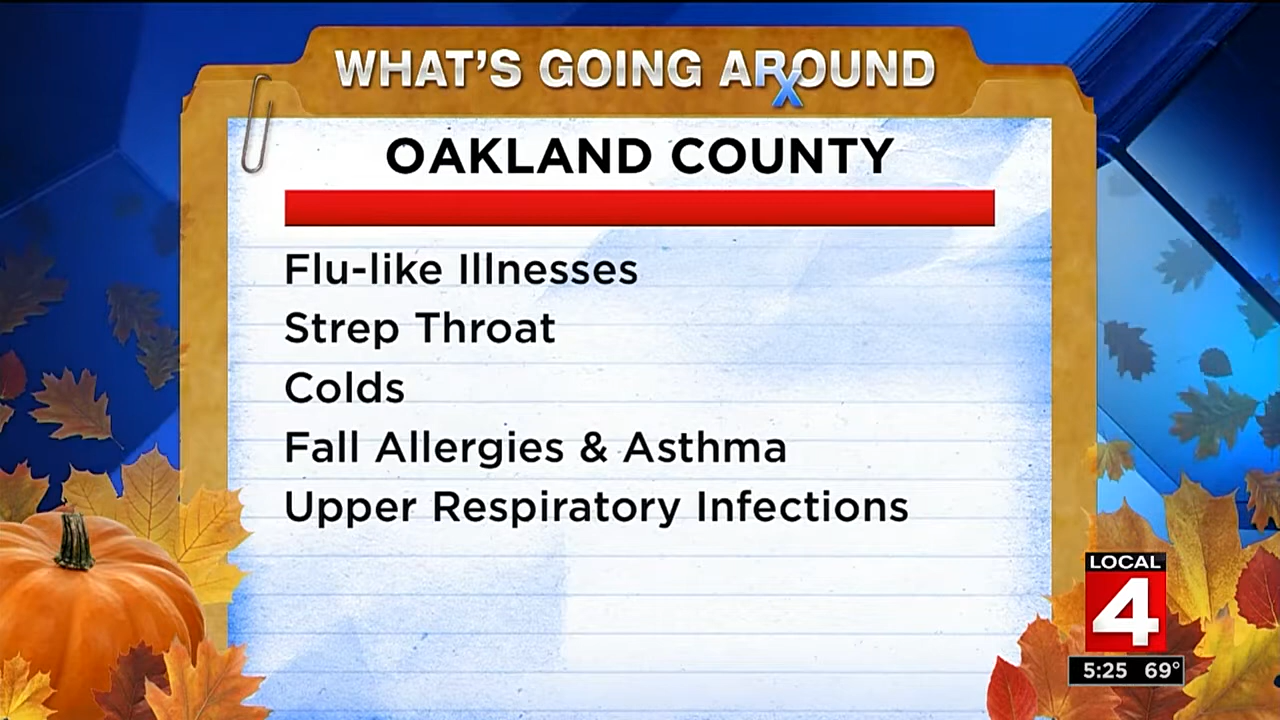 WHAT'S GOING AROUND
OAKLAND COUNTY
Flu-like Illnesses
Strep Throat
Colds
Fall Allergies & Asthma
Upper Respiratory Infections
LOCAL
4
5:25 69°